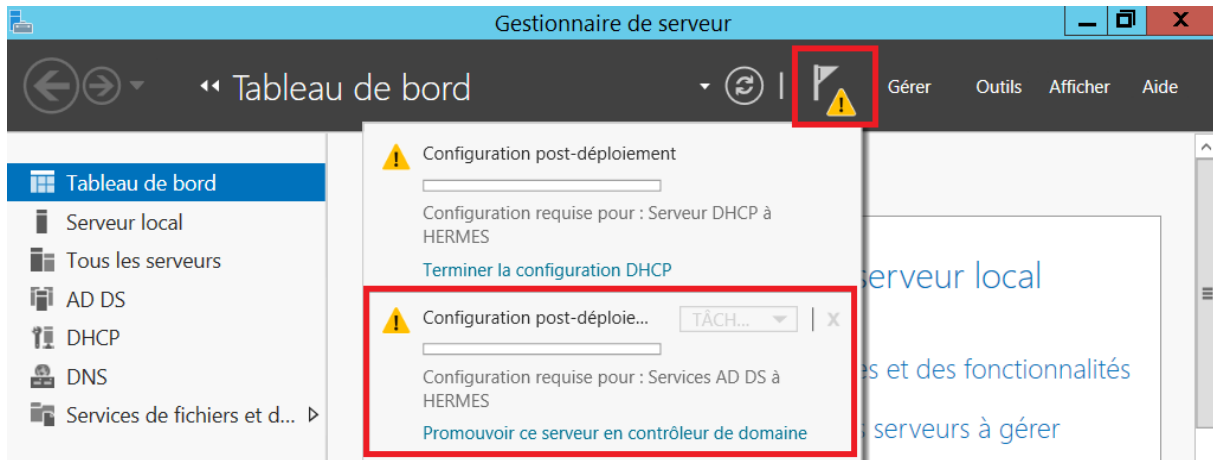 Gestionnaire de serveur
Tableau de bord
Gérer
Outils
Afficher
Aide
Tableau de bord
Serveur local
Tous les serveurs
AD DS
DHCP
DNS
Services de fichiers et d...
Configuration post-déploiement
Configuration requise pour : Serveur DHCP à
HERMES
Terminer la configuration DHCP
Configuration post-déploie...
TÂCH...
X
Configuration requise pour : Services AD DS à
HERMES
Promouvoir ce serveur en contrôleur de domaine
serveur local
es et des fonctionnalités
serveurs à gérer